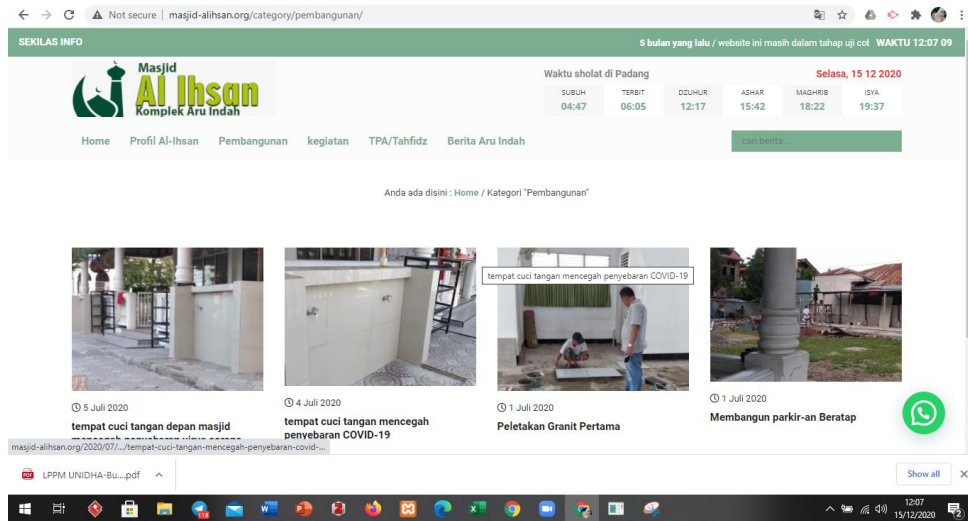 Not secure | masjid-alihsan.org/category/pembangunan/
SEKILAS INFO
5 bulan yang lalu / website ini masih dalam tahap uji col WAKTU 12:07 09
Masjid
Al Ihsan
Komplek Aru Indah
Waktu sholat di Padang
Selasa, 15 12 2020
SUBUH TERBIT DZUHUR ASHAR MAGHRIB ISYA
04:47 06:05 12:17 15:42 18:22 19:37
Home Profil Al-Ihsan Pembangunan kegiatan TPA/Tahfidz Berita Aru Indah
cari berita...
Anda ada disini : Home / Kategori "Pembangunan"
tempat cuci tangan mencegah penyebaran COVID-19
5 Juli 2020
tempat cuci tangan depan masjid
mencegah penyebaran virus corona
4 Juli 2020
tempat cuci tangan mencegah
penyebaran COVID-19
1 Juli 2020
Peletakan Granit Pertama
1 Juli 2020
Membangun parkir-an Beratap
masjid-alihsan.org/2020/07/.../tempat-cuci-tangan-mencegah-penyebaran-covid-...
LPPM UNIDHA-Bu....pdf
Show all
12:07
15/12/2020